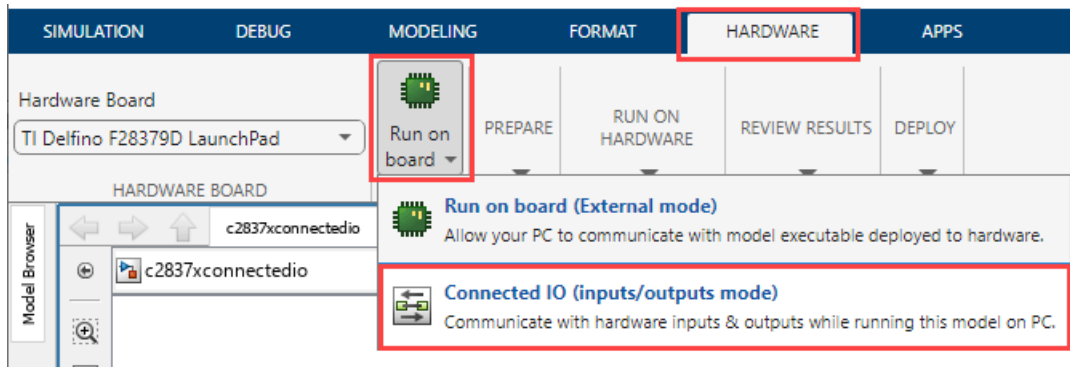 SIMULATION DEBUG MODELING FORMAT HARDWARE APPS
Hardware Board
TI Delfino F28379D LaunchPad
HARDWARE BOARD
Run on
board
PREPARE
RUN ON
HARDWARE
REVIEW RESULTS
DEPLOY
Run on board (External mode)
Allow your PC to communicate with model executable deployed to hardware.
Connected IO (inputs/outputs mode)
Communicate with hardware inputs & outputs while running this model on PC.
Model Browser
c2837xconnectedio
c2837xconnectedio